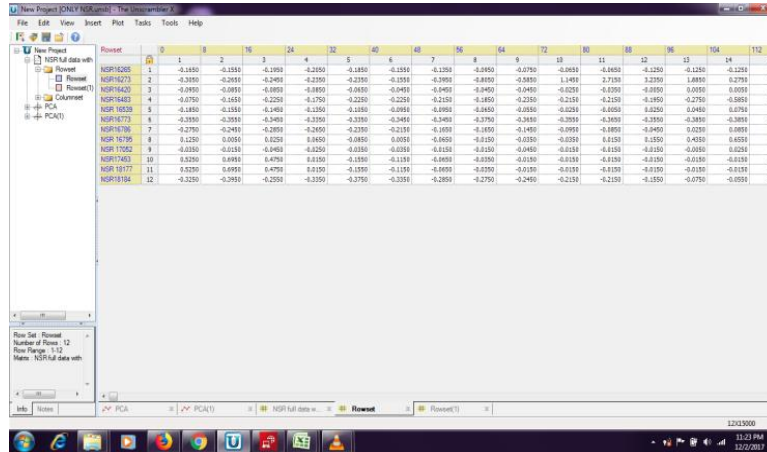 New Project [ONLY NSR.unsb] - The Unscrambler X
File Edit View Insert Plot Tasks Tools Help
New Project
NSR full data with
Rowset
Rowset
Rowset(1)
Columnset
PCA
PCA(1)
Rowset 0 8 16 24 32 40 48 56 64 72 80 88 96 104 112
1 2 3 4 5 6 7 8 9 10 11 12 13 14
NSR16265 1 -0.1650 -0.1550 -0.1950 -0.2050 -0.1850 -0.1550 -0.1350 -0.0950 -0.0750 -0.0650 -0.0650 -0.1250 -0.1250 -0.1250
NSR16273 2 -0.3050 -0.2650 -0.2450 -0.2350 -0.2350 -0.1550 -0.3950 -0.8050 -0.5850 1.1450 2.7150 3.2350 1.8850 0.2750
NSR16420 3 -0.0950 -0.0850 -0.0850 -0.0850 -0.0650 -0.0450 -0.0450 -0.0450 -0.0450 -0.0250 -0.0350 -0.0050 0.0050 0.0050
NSR16483 4 -0.0750 -0.1650 -0.2250 -0.1750 -0.2250 -0.2250 -0.2150 -0.1850 -0.2350 -0.2150 -0.2150 -0.1950 -0.2750 -0.5850
NSR 16539 5 -0.1850 -0.1550 -0.1450 -0.1350 -0.1050 -0.0950 -0.0950 -0.0650 -0.0550 0.0250 -0.0050 0.0250 0.0450 0.0750
NSR16773 6 -0.3550 -0.3550 -0.3450 -0.3350 -0.3450 -0.3450 -0.3450 -0.3750 -0.3650 -0.3550 -0.3650 -0.3550 -0.3850 -0.3850
NSR16786 7 -0.2750 -0.2450 -0.2850 -0.2650 -0.2350 -0.2150 -0.1650 -0.1650 -0.1450 -0.0950 -0.0850 -0.0450 0.0250 0.0850
NSR 16795 8 0.1250 0.0050 0.0250 0.0650 -0.0850 0.0050 -0.0650 -0.0150 -0.0350 -0.0350 0.0150 0.1550 0.4350 0.6550
NSR 17052 9 -0.0350 -0.0150 -0.0450 -0.0250 -0.0350 -0.0350 -0.0150 -0.0150 -0.0450 -0.0150 -0.0150 -0.0150 -0.0050 0.0250
NSR17493 10 0.5250 0.6950 0.4750 0.0150 -0.1550 -0.1150 -0.0650 -0.0350 -0.0150 -0.0150 -0.0150 -0.0150 -0.0150 -0.0150
NSR 18177 11 0.5250 0.6950 0.4750 0.0150 -0.1550 -0.1150 -0.0650 -0.0350 -0.0150 -0.0150 -0.0150 -0.0150 -0.0150 -0.0150
NSR18184 12 -0.3250 -0.3950 -0.2550 -0.3350 -0.3750 -0.3350 -0.2850 -0.2750 -0.2450 -0.2150 -0.2150 -0.1550 -0.0750 -0.0550
Row Set : Rowset
Number of Rows : 12
Row Range : 1-12
Matrix : NSR full data with
Info Notes
PCA PCA(1) NSR full data w... Rowset Rowset(1)
12X15000
11:23 PM
12/2/2017